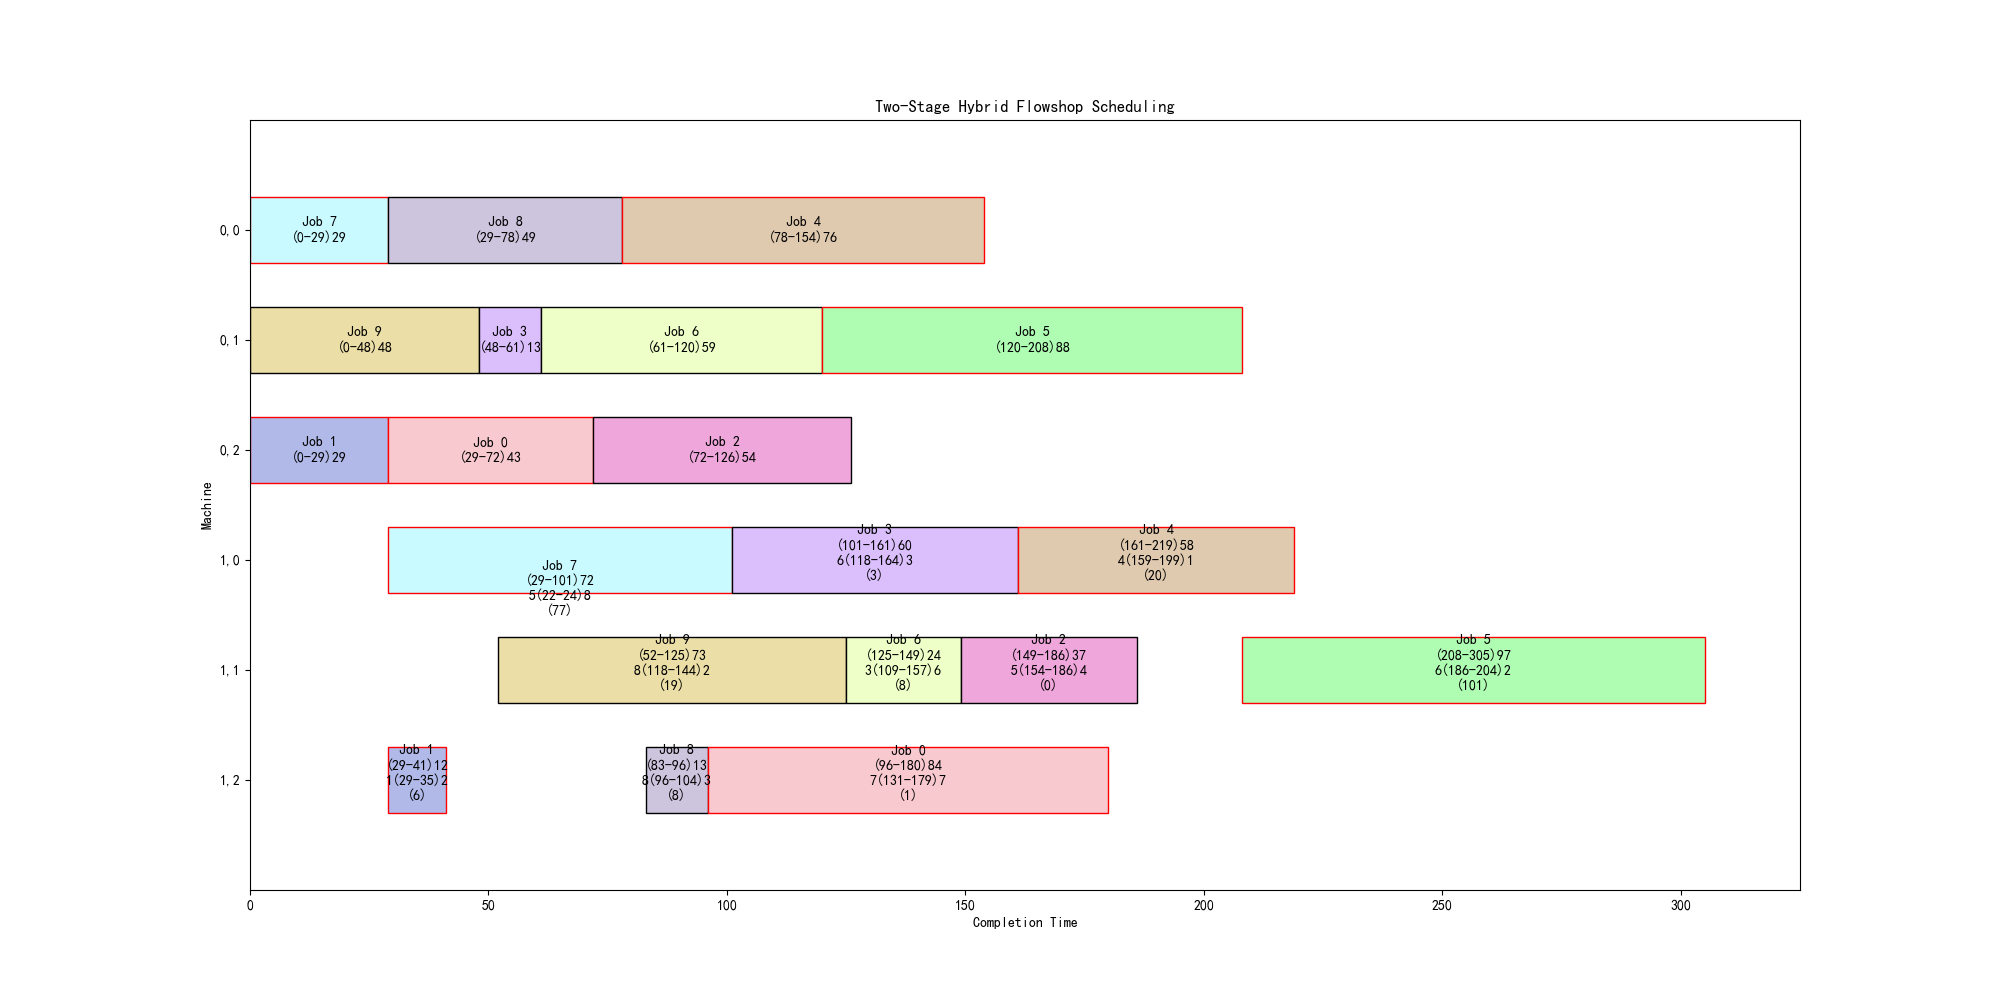 Two-Stage Hybrid Flowshop Scheduling
0,0
Job 7
(0-29)29
Job 8
(29-78)49
Job 4
(78-154)76
0,1
Job 9
(0-48)48
Job 3
(48-61)13
Job 6
(61-120)59
Job 5
(120-208)88
0,2
Job 1
(0-29)29
Job 0
(29-72)43
Job 2
(72-126)54
Machine
1,0
Job 7
(29-101)72
5(22-24)8
(77)
Job 3
(101-161)60
6(118-164)3
(3)
Job 4
(161-219)58
4(159-199)1
(20)
1,1
Job 9
(52-125)73
8(118-144)2
(19)
Job 6
(125-149)24
3(109-157)6
(8)
Job 2
(149-186)37
5(154-186)4
(0)
Job 5
(208-305)97
6(186-204)2
(101)
1,2
Job 1
(29-41)12
1(29-35)2
(6)
Job 8
(83-96)13
8(96-104)3
(8)
Job 0
(96-180)84
7(131-179)7
(1)
0 50 100 150 200 250 300
Completion Time